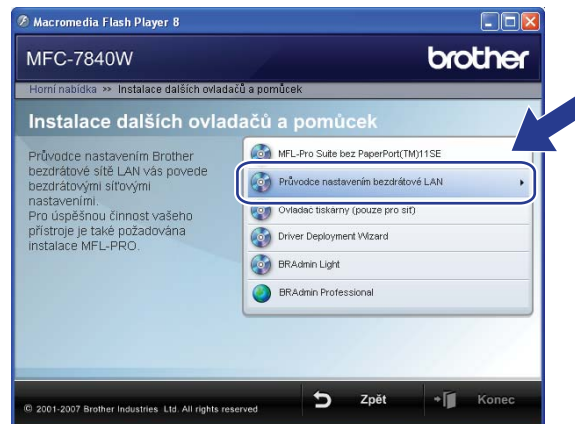 Macromedia Flash Player 8
MFC-7840W
brother
Horní nabídka >> Instalace dalších ovladačů a pomůcek
Instalace dalších ovladačů a pomůcek
Průvodce nastavením Brother
bezdrátové sítě LAN vás povede
bezdrátovými síťovými
nastaveními.
Pro úspěšnou činnost vašeho
přístroje je také požadována
instalace MFL-PRO.
MFL-Pro Suite bez PaperPort(TM)11SE
Průvodce nastavením bezdrátové LAN
Ovladač tiskárny (pouze pro síť)
Driver Deployment Wizard
BRAdmin Light
BRAdmin Professional
© 2001-2007 Brother Industries Ltd. All rights reserved
Zpět
Konec